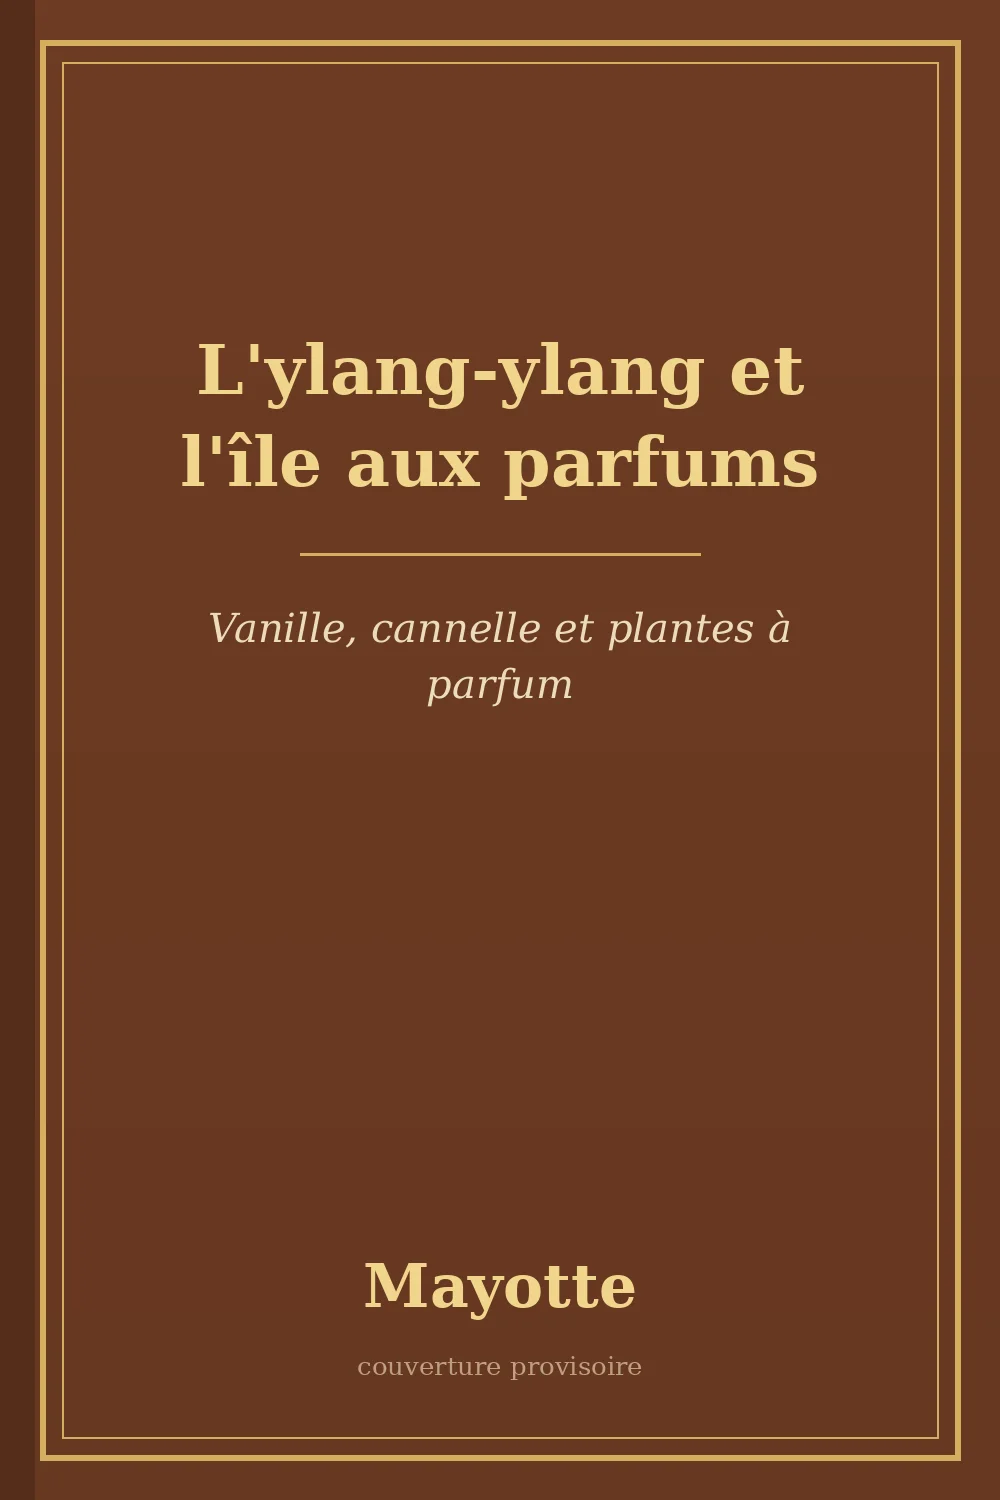 L'ylang-ylang et
l'île aux parfums
Vanille, cannelle et plantes à
parfum
Mayotte
couverture provisoire